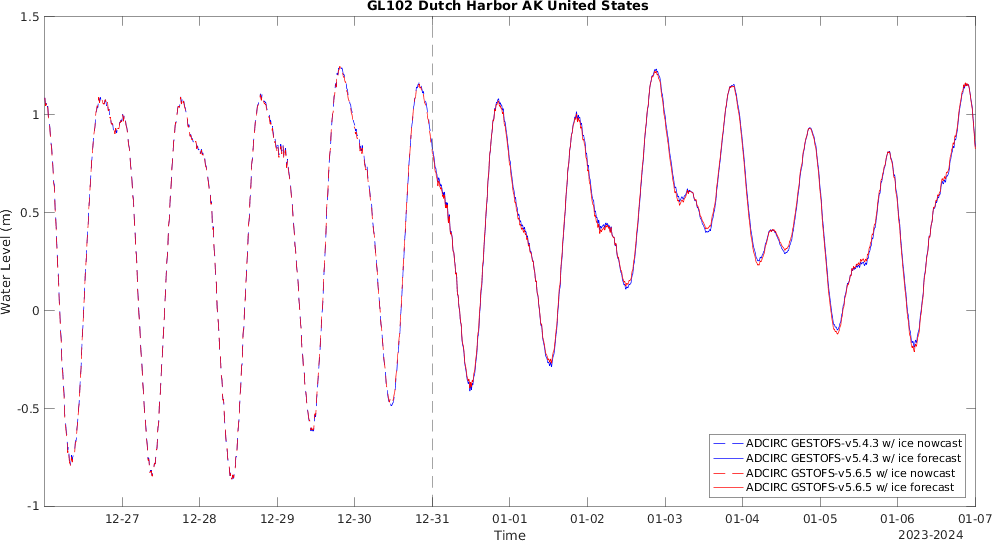 GL102 Dutch Harbor AK United States
Water Level (m)
1.5
1
0.5
0
-0.5
-1
ADCIRC GESTOFS-v5.4.3 w/ ice nowcast
ADCIRC GESTOFS-v5.4.3 w/ ice forecast
ADCIRC GSTOFS-v5.6.5 w/ ice nowcast
ADCIRC GSTOFS-v5.6.5 w/ ice forecast
12-27 12-28 12-29 12-30 12-31 01-01 01-02 01-03 01-04 01-05 01-06 01-07
Time
2023-2024